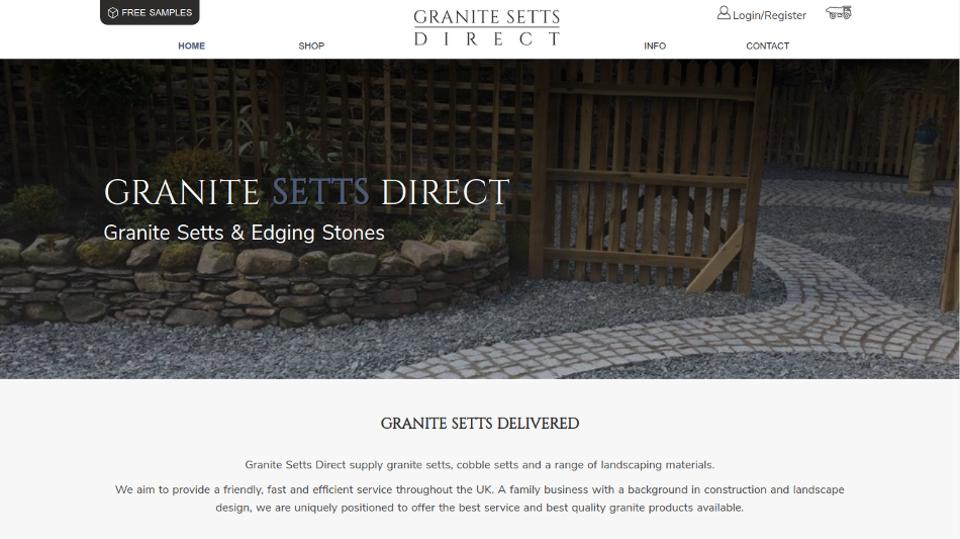 FREE SAMPLES
GRANITE SETTS
DIRECT
Login/Register
HOME
SHOP
INFO
CONTACT
GRANITE SETTS DIRECT
Granite Setts & Edging Stones
GRANITE SETTS DELIVERED
Granite Setts Direct supply granite setts, cobble setts and a range of landscaping materials.
We aim to provide a friendly, fast and efficient service throughout the UK. A family business with a background in construction and landscape
design, we are uniquely positioned to offer the best service and best quality granite products available.